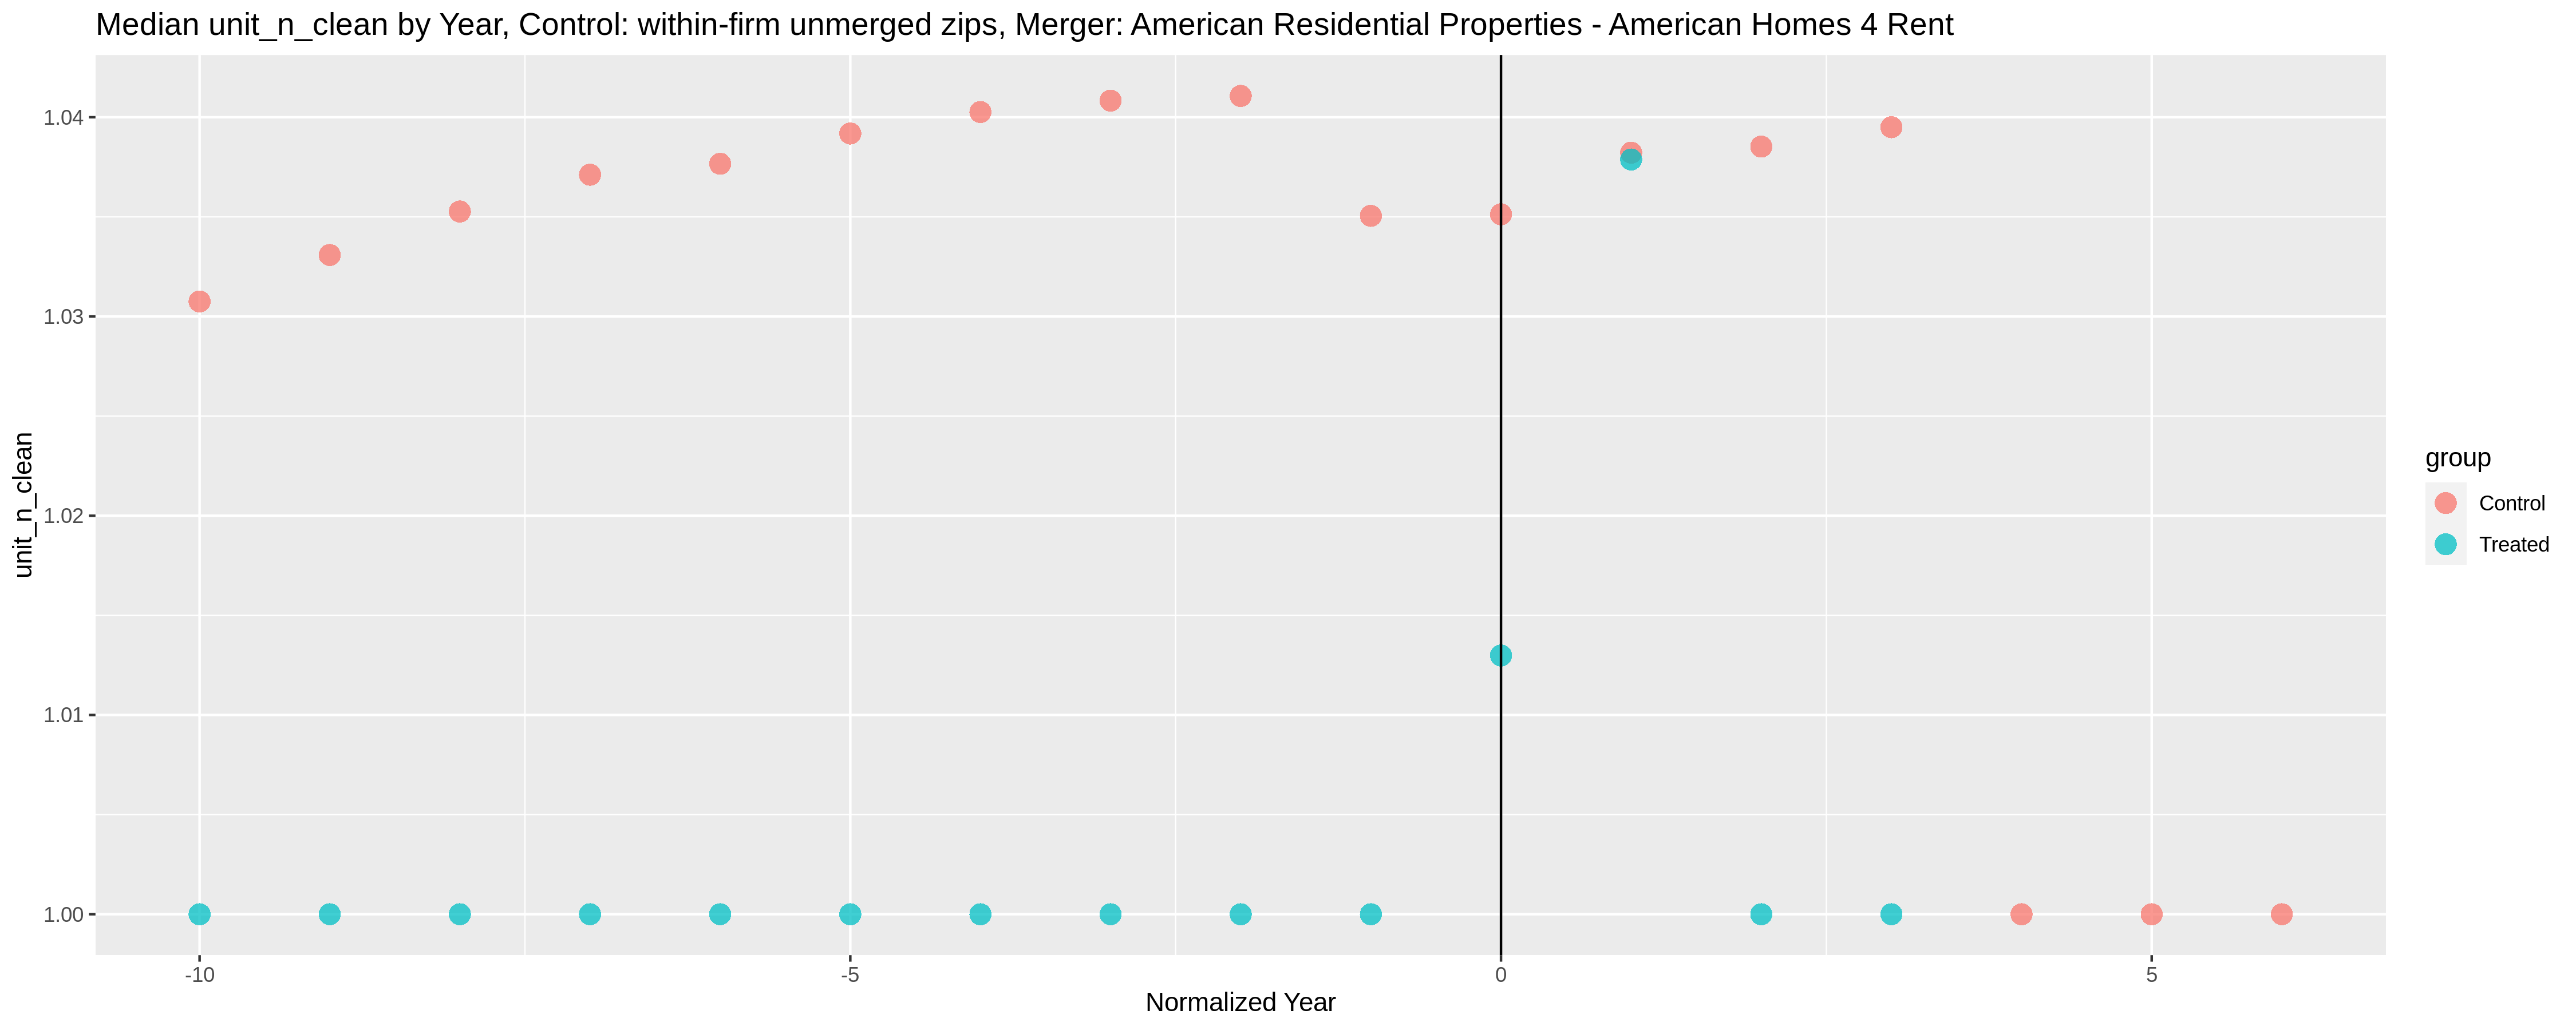 Median unit_n_clean by Year, Control: within-firm unmerged zips, Merger: American Residential Properties - American Homes 4 Rent
unit_n_clean
1.04
1.03
1.02
1.01
1.00
-10
-5
0
5
Normalized Year
group
Control
Treated